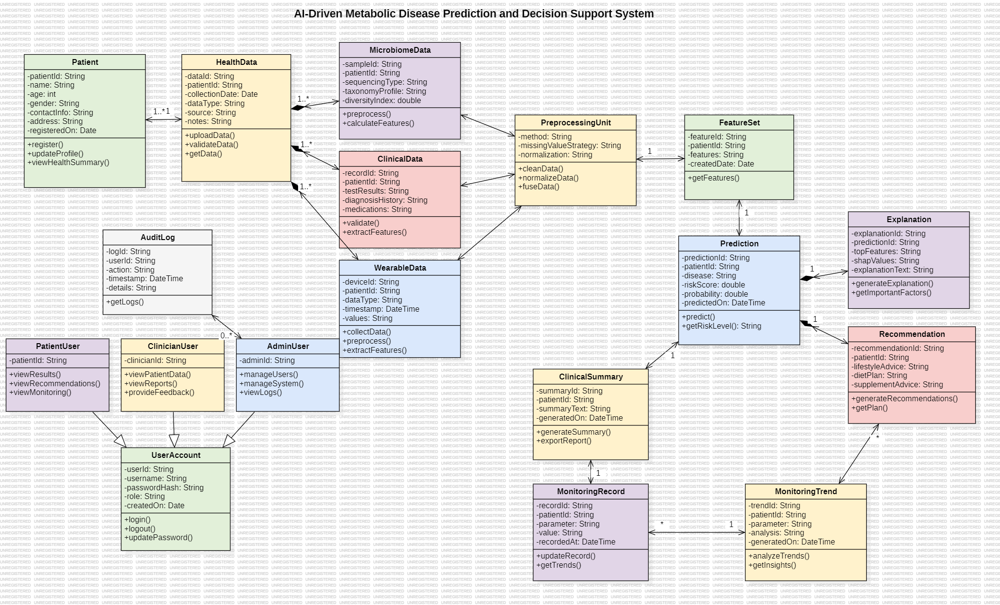 AI-Driven Metabolic Disease Prediction and Decision Support System
Patient
-patientId: String
-name: String
-age: int
-gender: String
-contactInfo: String
-address: String
-registeredOn: Date
+register()
+updateProfile()
+viewHealthSummary()
1..*
1
HealthData
-dataId: String
-patientId: String
-collectionDate: Date
-dataType: String
-source: String
-notes: String
+uploadData()
+validateData()
+getData()
1..*
1..*
1..*
MicrobiomeData
-sampleId: String
-patientId: String
-sequencingType: String
-taxonomyProfile: String
-diversityIndex: double
+preprocess()
+calculateFeatures()
ClinicalData
-recordId: String
-patientId: String
-testResults: String
-diagnosisHistory: String
-medications: String
+validate()
+extractFeatures()
WearableData
-deviceId: String
-patientId: String
-dataType: String
-timestamp: DateTime
-values: String
+collectData()
+preprocess()
+extractFeatures()
PreprocessingUnit
-method: String
-missingValueStrategy: String
-normalization: String
+cleanData()
+normalizeData()
+fuseData()
1
FeatureSet
-featureId: String
-patientId: String
-features: String
-createdDate: Date
+getFeatures()
1
Prediction
-predictionId: String
-patientId: String
-disease: String
-riskScore: double
-probability: double
-predictedOn: DateTime
+predict()
+getRiskLevel(): String
1
1
1
Explanation
-explanationId: String
-predictionId: String
-topFeatures: String
-shapValues: String
-explanationText: String
+generateExplanation()
+getImportantFactors()
Recommendation
-recommendationId: String
-patientId: String
-lifestyleAdvice: String
-dietPlan: String
-supplementAdvice: String
+generateRecommendations()
+getPlan()
*
AuditLog
-logId: String
-userId: String
-action: String
-timestamp: DateTime
-details: String
+getLogs()
0..*
PatientUser
-patientId: String
+viewResults()
+viewRecommendations()
+viewMonitoring()
ClinicianUser
-clinicianId: String
+viewPatientData()
+viewReports()
+provideFeedback()
AdminUser
-adminId: String
+manageUsers()
+manageSystem()
+viewLogs()
UserAccount
-userId: String
-username: String
-passwordHash: String
-role: String
-createdOn: Date
+login()
+logout()
+updatePassword()
ClinicalSummary
-summaryId: String
-patientId: String
-summaryText: String
-generatedOn: DateTime
+generateSummary()
+exportReport()
1
MonitoringRecord
-recordId: String
-patientId: String
-parameter: String
-value: String
-recordedAt: DateTime
+updateRecord()
+getTrends()
*
1
MonitoringTrend
-trendId: String
-patientId: String
-parameter: String
-analysis: String
-generatedOn: DateTime
+analyzeTrends()
+getInsights()
UNREGISTERED